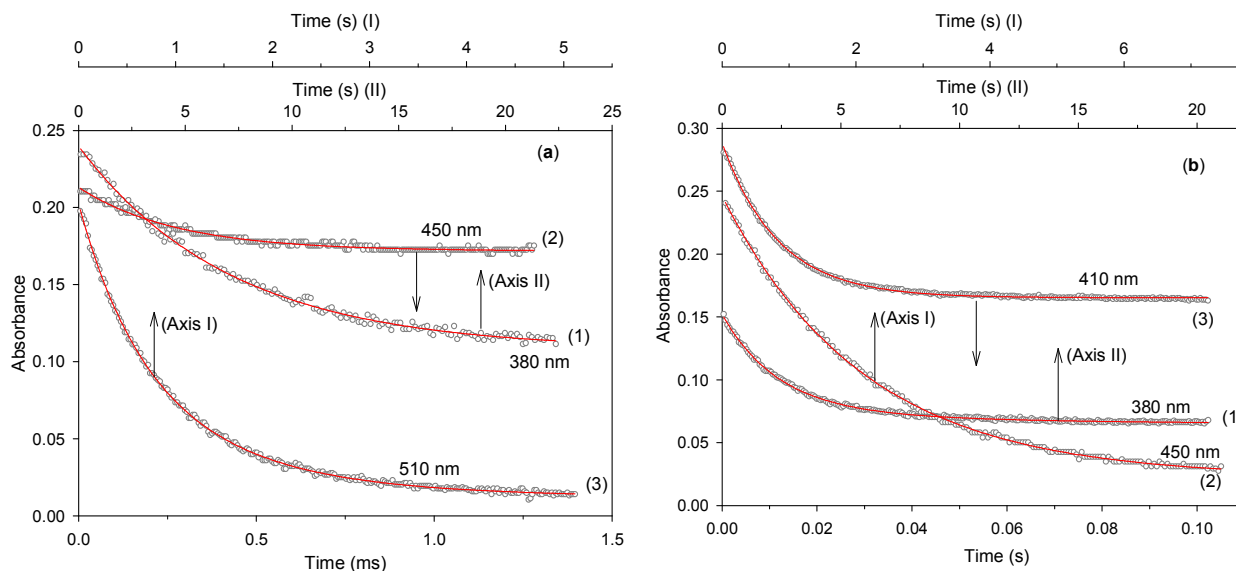 Time (s) (I)
0 1 2 3 4 5
Time (s) (II)
0 5 10 15 20 25
0.25
0.20
0.15
0.10
0.05
0.00
Absorbance
(a)
450 nm
(2)
(Axis II)
(Axis I)
(1)
380 nm
510 nm
(3)
0.0 0.5 1.0 1.5
Time (ms)
Time (s) (I)
0 2 4 6
Time (s) (II)
0 5 10 15 20
0.30
0.25
0.20
0.15
0.10
0.05
0.00
Absorbance
(b)
410 nm
(3)
(Axis I)
(Axis II)
380 nm
(1
450 nm
(2)
0.00 0.02 0.04 0.06 0.08 0.10
Time (s)